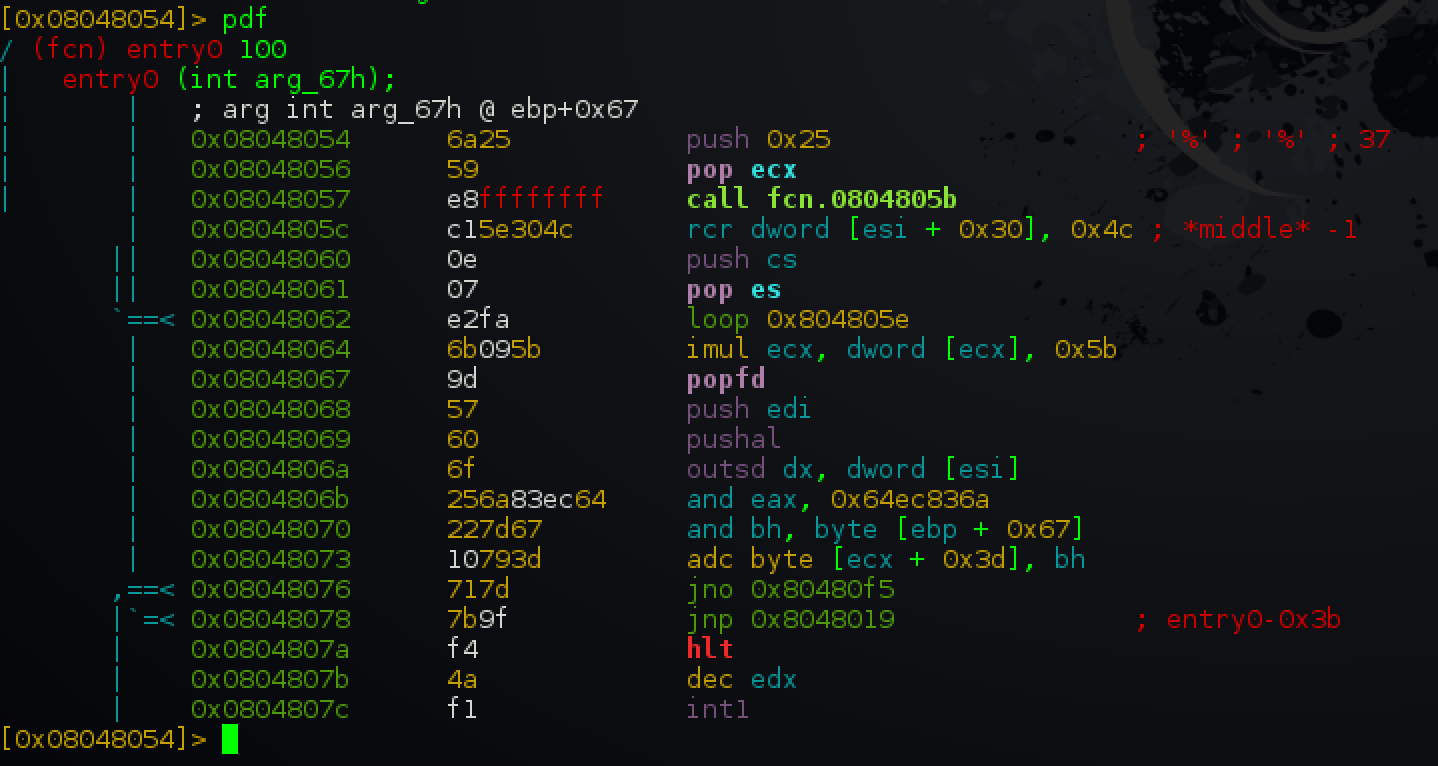 [0x08048054]> pdf
/ (fcn) entry0 100
|   entry0 (int arg_67h);
|       |   ; arg int arg_67h @ ebp+0x67
|       |   0x08048054      6a25           push 0x25                   ; '%' ; '%' ; 37
|       |   0x08048056      59             pop ecx
|       |   0x08048057      e8ffffffff     call fcn.0804805b
        |   0x0804805c      c15e304c       rcr dword [esi + 0x30], 0x4c ; *middle* -1
       ||   0x08048060      0e             push cs
       ||   0x08048061      07             pop es
       `==< 0x08048062      e2fa           loop 0x804805e
        |   0x08048064      6b095b         imul ecx, dword [ecx], 0x5b
        |   0x08048067      9d             popfd
        |   0x08048068      57             push edi
        |   0x08048069      60             pushal
        |   0x0804806a      6f             outsd dx, dword [esi]
        |   0x0804806b      256a83ec64     and eax, 0x64ec836a
        |   0x08048070      227d67         and bh, byte [ebp + 0x67]
        |   0x08048073      10793d         adc byte [ecx + 0x3d], bh
       ,==< 0x08048076      717d           jno 0x80480f5
       |`=< 0x08048078      7b9f           jnp 0x8048019               ; entry0-0x3b
       |    0x0804807a      f4             hlt
       |    0x0804807b      4a             dec edx
       |    0x0804807c      f1             int1
[0x08048054]>